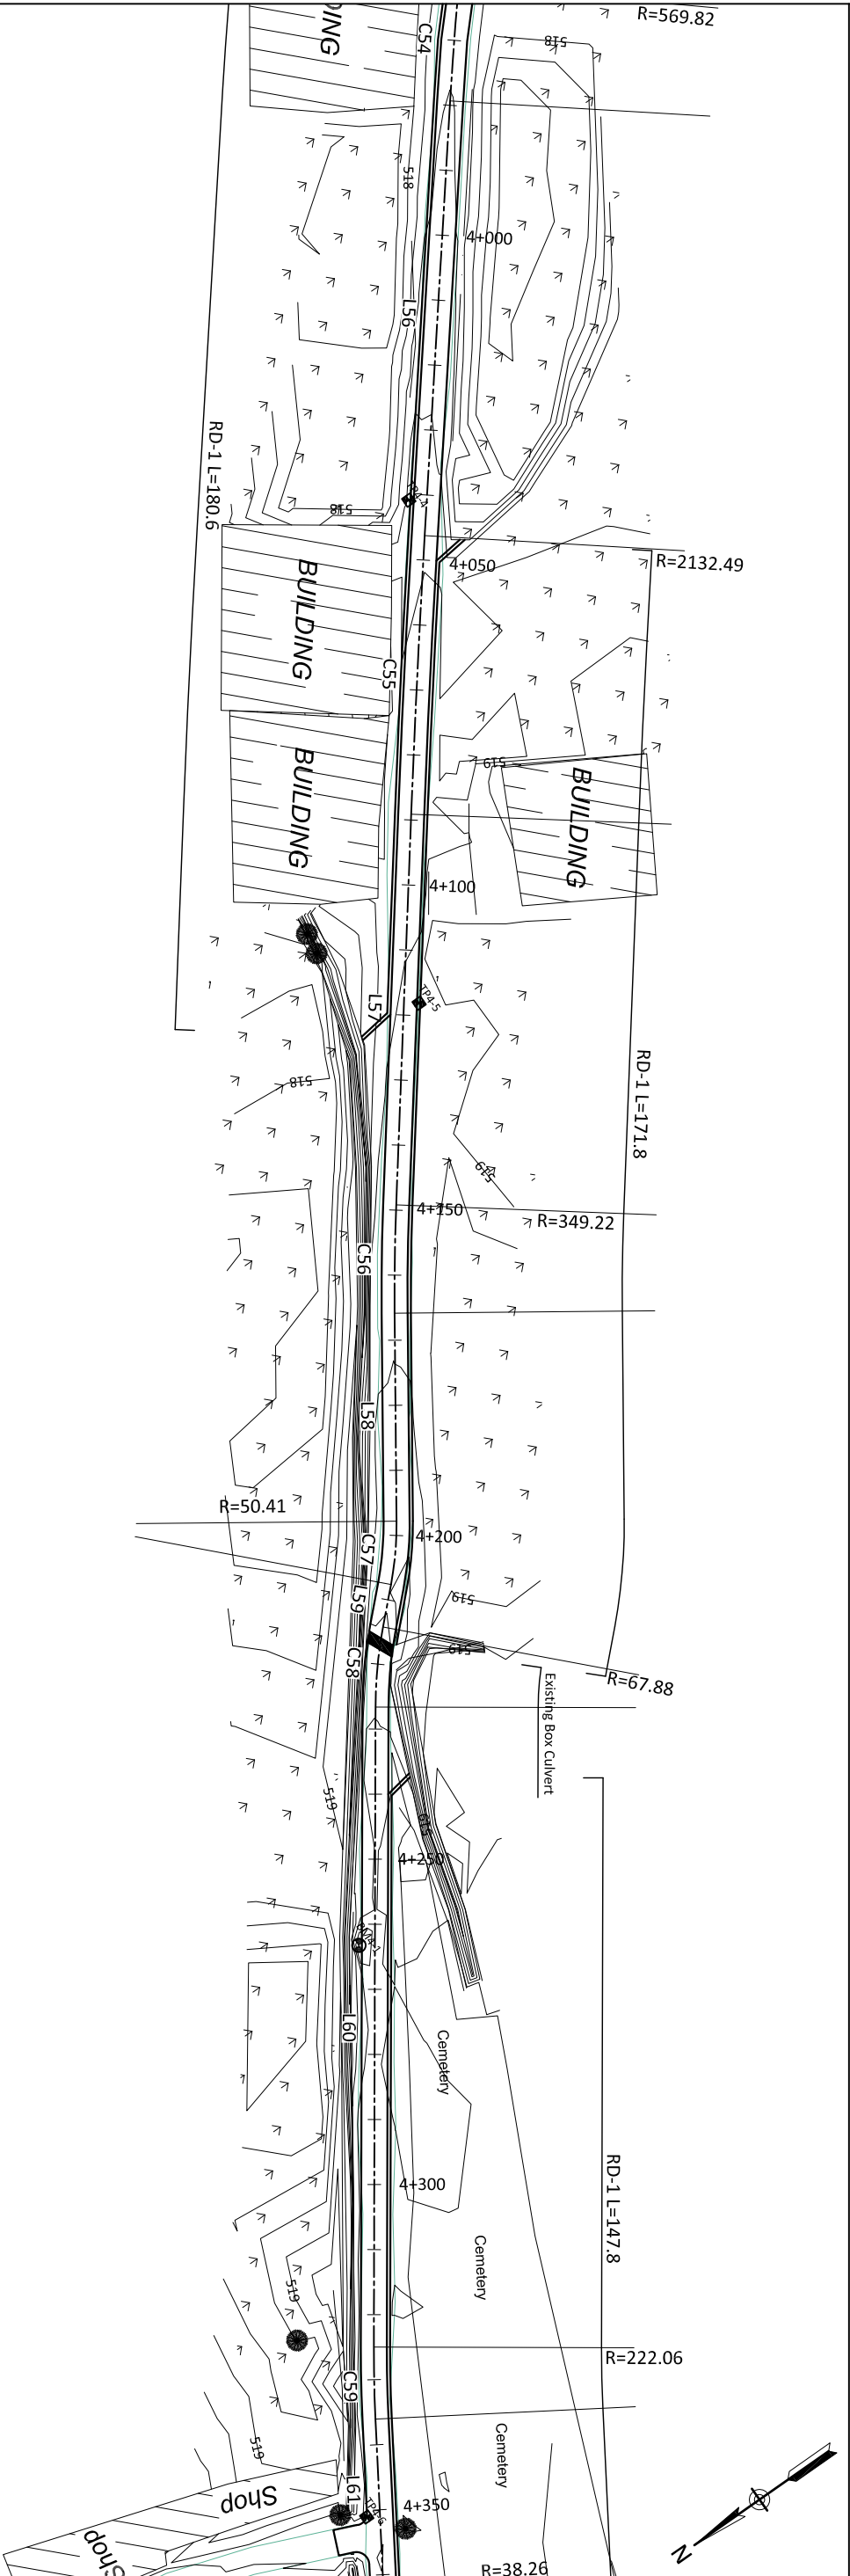 DING
C54
R=569.82
518
518
4+000
L56
RD-1 L=180.6
TP4-4
518
4+050
R=2132.49
BUILDING
C55
519
BUILDING
BUILDING
4+100
TP4-5
L57
518
RD-1 L=171.8
519
4+150
R=349.22
C56
L58
R=50.41
4+200
C57
L59
519
519
C58
R=67.88
Existing Box Culvert
519
519
4+250
L60
Cemetery
4+300
RD-1 L=147.8
Cemetery
519
R=222.06
C59
519
Cemetery
Shop
L61
TP4-6
4+350
Shop
N
R=38.26